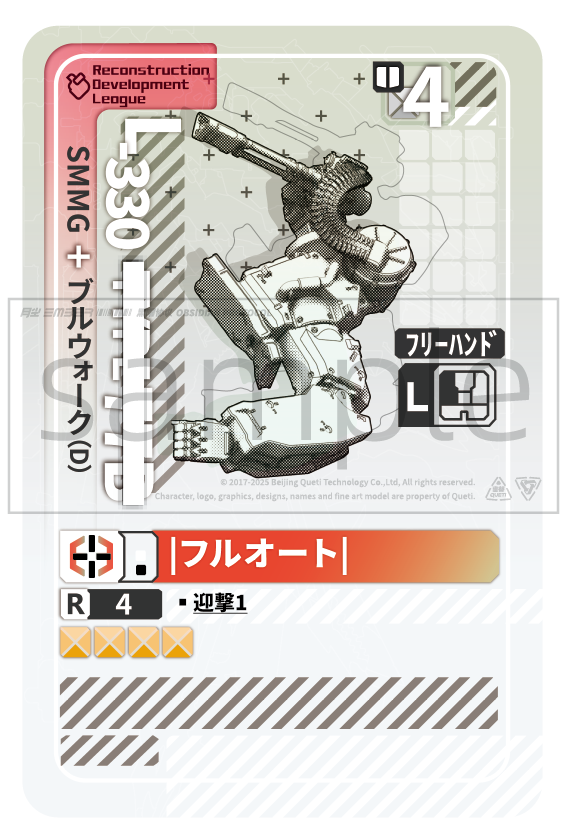 Reconstruction
Development
League
4
L-330
SMMG + ブルウォーク(D)
フリーハンド
L
sample
© 2017-2025 Beijing Queti Technology Co.,Ltd, All rights reserved.
Character, logo, graphics, designs, names and fine art model are property of Queti.
|フルオート|
R 4 ▪迎撃1